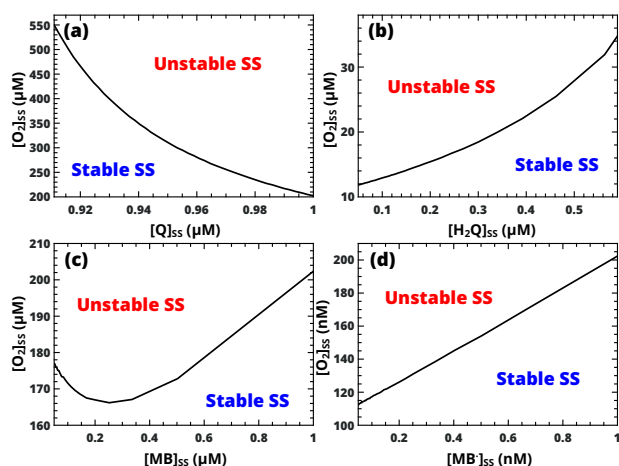 (a)
Unstable SS
Stable SS
[O₂]ss (µM)
550
500
450
400
350
300
250
200
0.92
0.94
0.96
0.98
1
[Q]ss (µM)
(b)
Unstable SS
Stable SS
[O₂]ss (µM)
30
20
10
0.1
0.2
0.3
0.4
0.5
[H₂Q]ss (µM)
(c)
Unstable SS
Stable SS
[O₂]ss (µM)
210
200
190
180
170
160
0.2
0.4
0.6
0.8
1
[MB]ss (µM)
(d)
Unstable SS
Stable SS
[O₂]ss (nM)
200
180
160
140
120
100
0.2
0.4
0.6
0.8
1
[MB·]ss (nM)